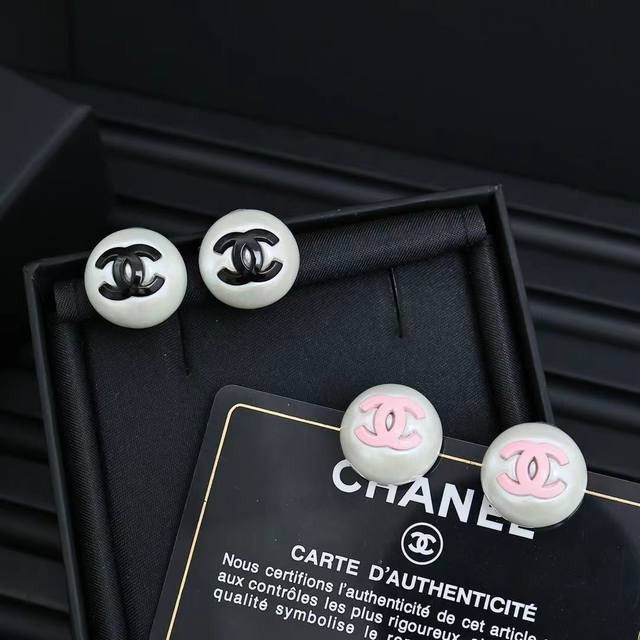 CHANEL
CARTE D'AUTHENTICITÉ
Nous certifions l'authenticité de cet article
aux contrôles les plus rigoureux,
qualité symbolise le